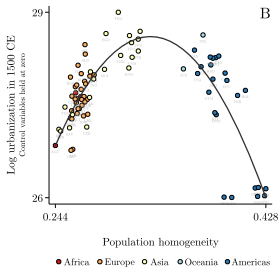 B
29
26
Log urbanization in 1500 CE
Control variables held at zero
0.244
0.428
Population homogeneity
Africa Europe Asia Oceania Americas